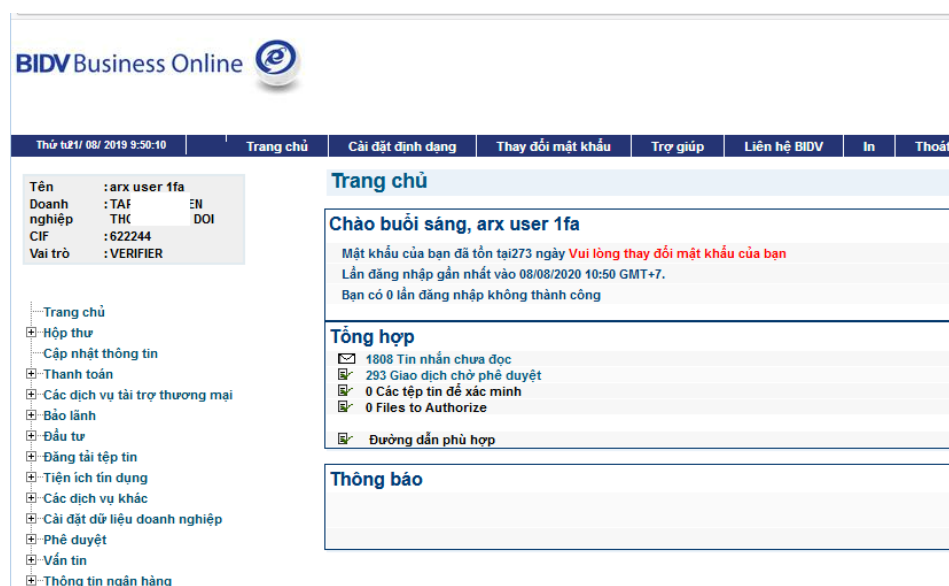 BIDV Business Online
Thứ tư21/ 08/ 2019 9:50:10
Trang chủ
Cài đặt định dạng
Thay đổi mật khẩu
Trợ giúp
Liên hệ BIDV
In
Thoát
Tên : arx user 1fa
Doanh nghiệp : TAF EN
THC DOI
CIF : 622244
Vai trò : VERIFIER
Trang chủ
Hộp thư
Cập nhật thông tin
Thanh toán
Các dịch vụ tài trợ thương mại
Bảo lãnh
Đầu tư
Đăng tải tệp tin
Tiện ích tín dụng
Các dịch vụ khác
Cài đặt dữ liệu doanh nghiệp
Phê duyệt
Vấn tin
Thông tin ngân hàng
Trang chủ
Chào buổi sáng, arx user 1fa
Mật khẩu của bạn đã tồn tại273 ngày Vui lòng thay đổi mật khẩu của bạn
Lần đăng nhập gần nhất vào 08/08/2020 10:50 GMT+7.
Bạn có 0 lần đăng nhập không thành công
Tổng hợp
1808 Tin nhắn chưa đọc
293 Giao dịch chờ phê duyệt
0 Các tệp tin để xác minh
0 Files to Authorize
Đường dẫn phù hợp
Thông báo